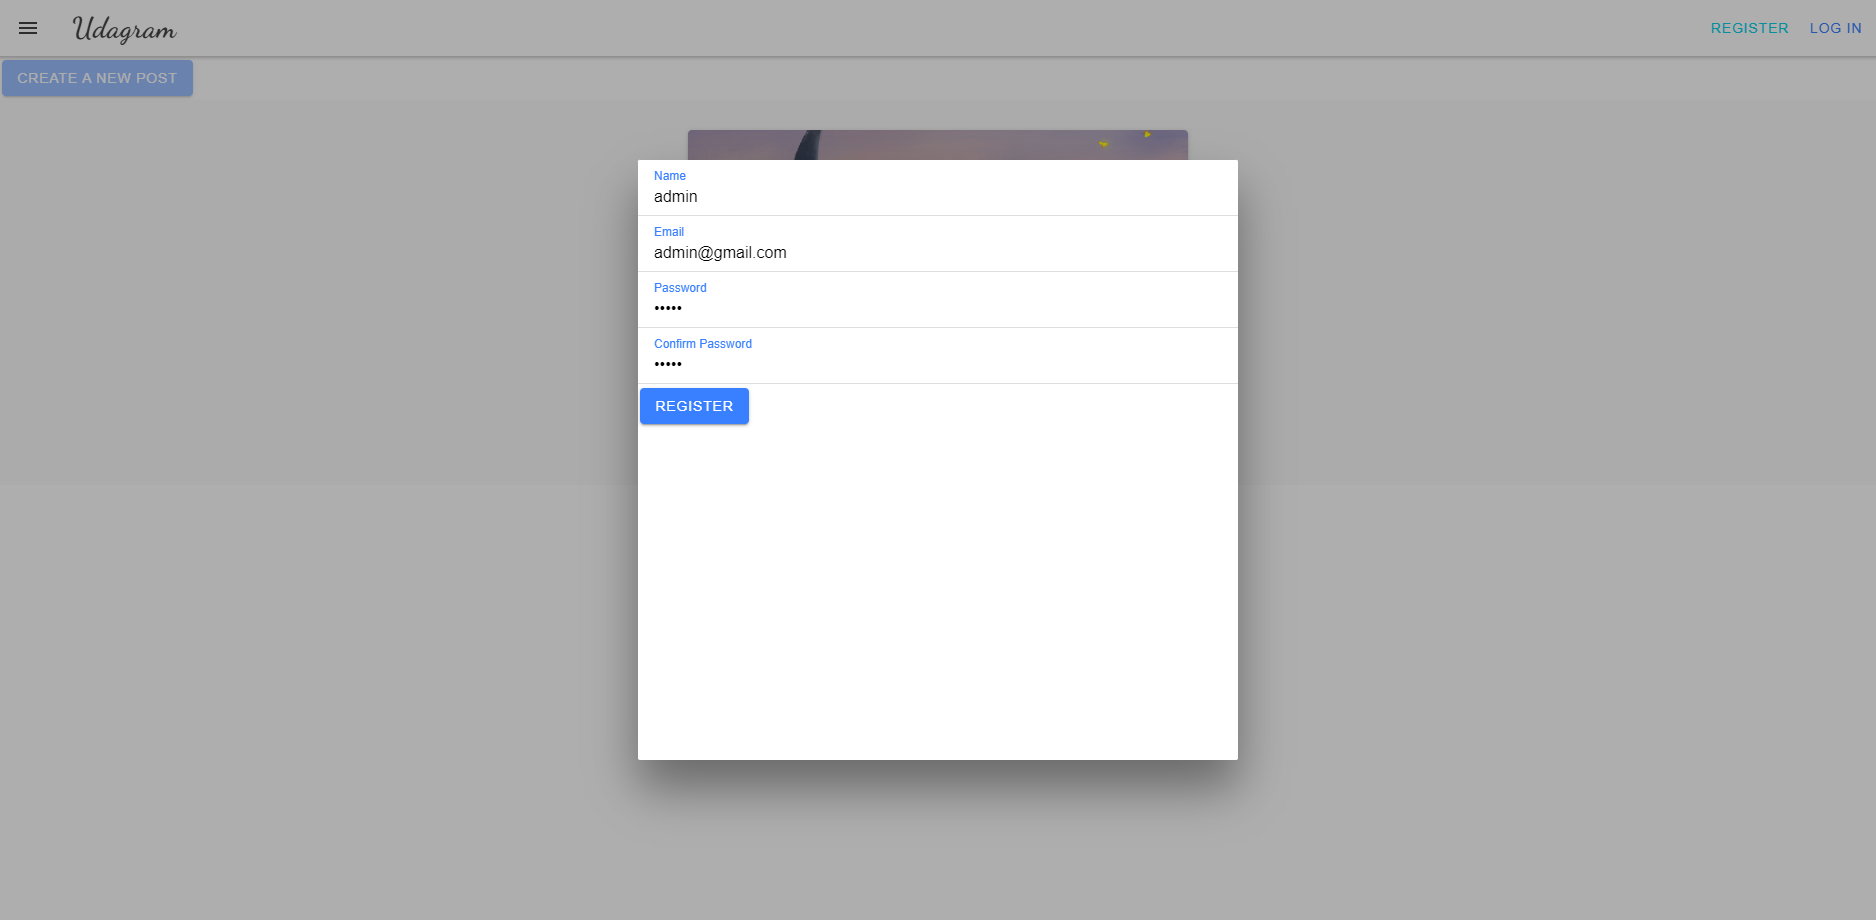 Udagram
REGISTER
LOG IN
CREATE A NEW POST
Name
admin
Email
admin@gmail.com
Password
•••••
Confirm Password
•••••
REGISTER